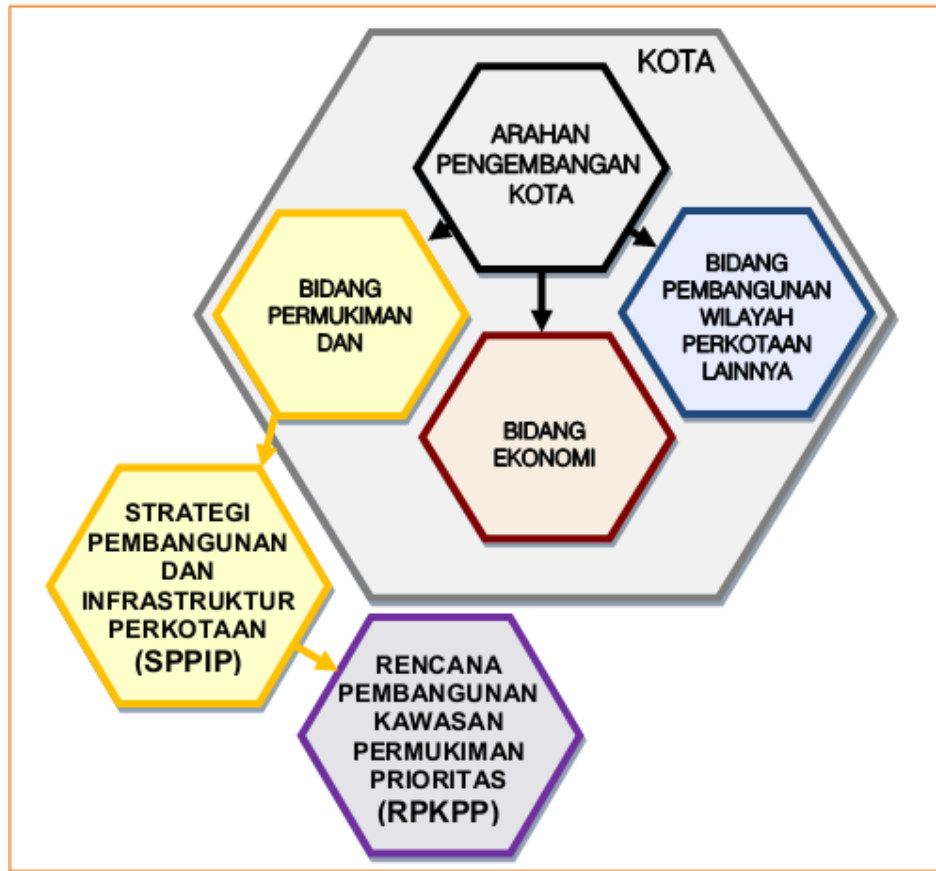 KOTA
ARAHAN
PENGEMBANGAN
KOTA
BIDANG
PERMUKIMAN
DAN
BIDANG
PEMBANGUNAN
WILAYAH
PERKOTAAN
LAINNYA
BIDANG
EKONOMI
STRATEGI
PEMBANGUNAN
DAN
INFRASTRUKTUR
PERKOTAAN
(SPPIP)
RENCANA
PEMBANGUNAN
KAWASAN
PERMUKIMAN
PRIORITAS
(RPKPP)